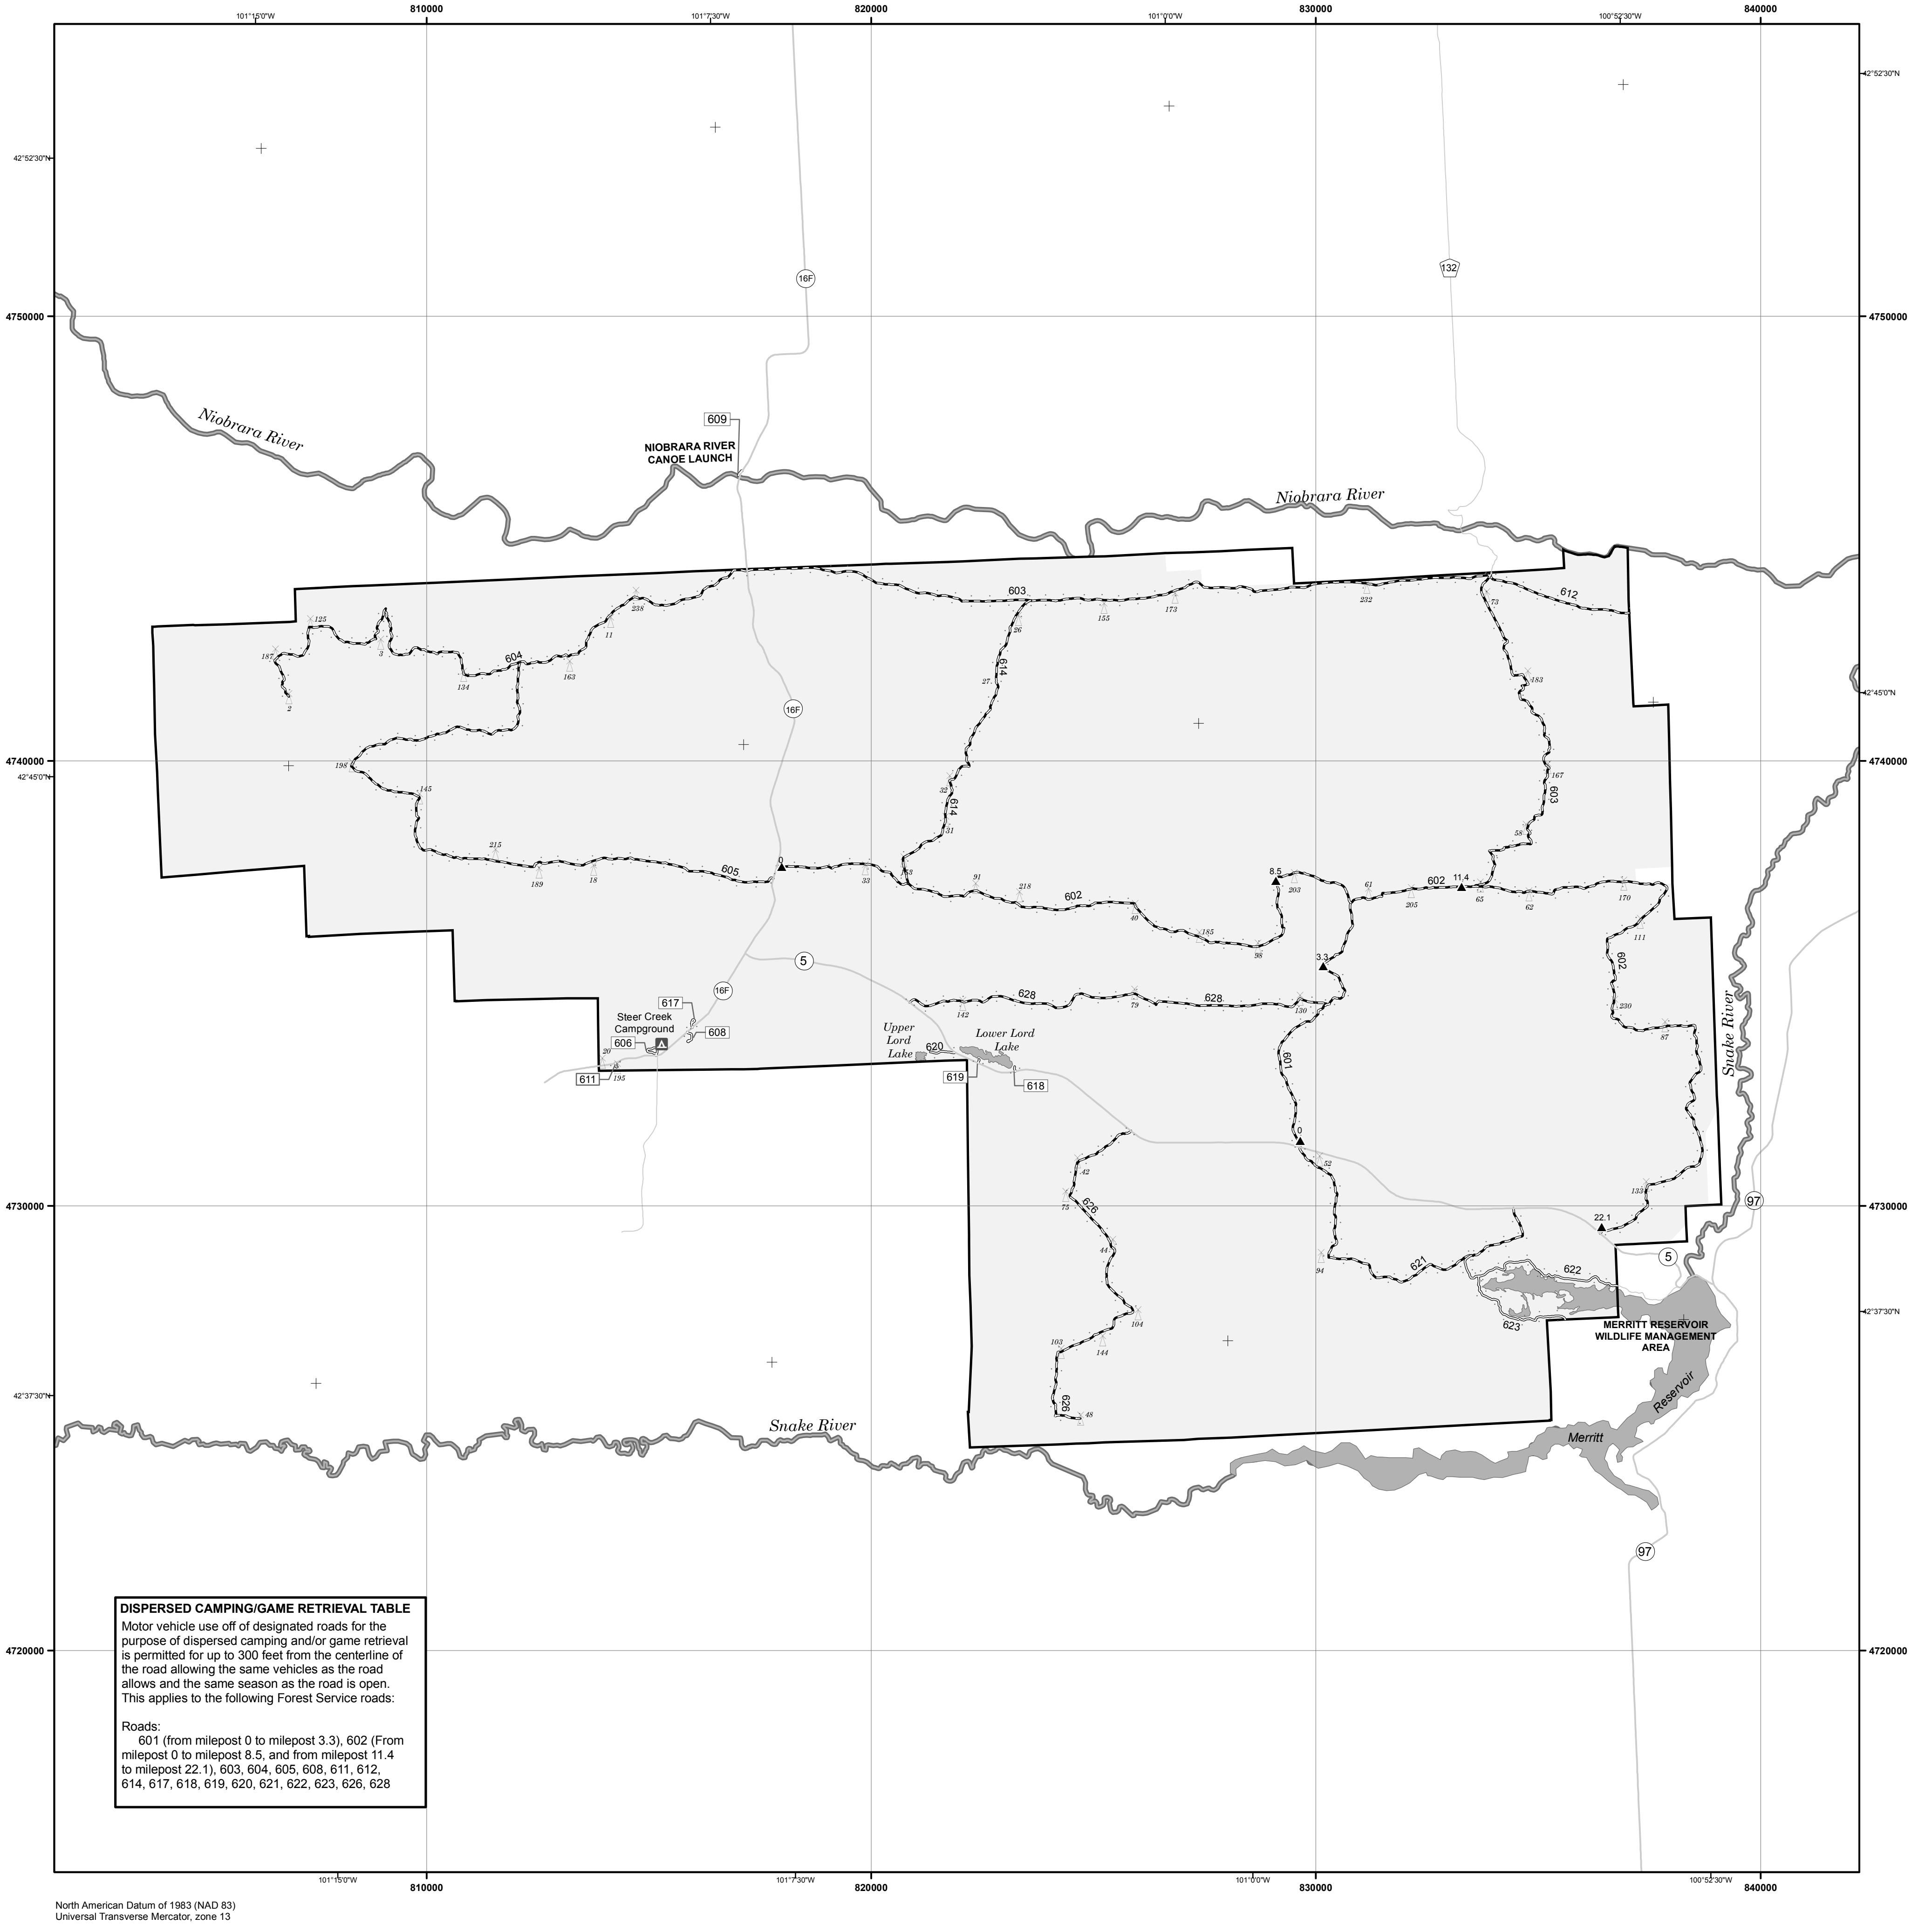 101°15'0"W
810000
101°7'30"W
820000
101°0'0"W
830000
100°52'30"W
840000
42°52'30"N
42°52'30"N
132
16F
4750000
4750000
Niobrara River
609
NIOBRARA RIVER
CANOE LAUNCH
Niobrara River
603
612
238
232
73
173
155
125
11
26
187
3
604
163
614
134
27
183
2
42°45'0"N
16F
4740000
4740000
198
42°45'0"N
167
145
32
614
603
31
58
215
0
605
189
18
33
153
91
218
602
8.5
203
61
602
11.4
205
65
62
170
40
185
98
111
5
3.3
602
16F
617
628
628
142
79
130
230
Steer Creek
Campground
608
606
Upper
Lord
Lake
Lower Lord
Lake
620
87
Snake River
20
611
195
619
618
601
0
42
52
133
75
626
97
4730000
4730000
22.1
44
94
621
5
622
104
623
42°37'30"N
MERRITT RESERVOIR
WILDLIFE MANAGEMENT
AREA
103
144
42°37'30"N
626
48
Reservoir
Snake River
Merritt
97
4720000
4720000
DISPERSED CAMPING/GAME RETRIEVAL TABLE
Motor vehicle use off of designated roads for the
purpose of dispersed camping and/or game retrieval
is permitted for up to 300 feet from the centerline of
the road allowing the same vehicles as the road
allows and the same season as the road is open.
This applies to the following Forest Service roads:
Roads:
601 (from milepost 0 to milepost 3.3), 602 (From
milepost 0 to milepost 8.5, and from milepost 11.4
to milepost 22.1), 603, 604, 605, 608, 611, 612,
614, 617, 618, 619, 620, 621, 622, 623, 626, 628
101°15'0"W
810000
101°7'30"W
820000
101°0'0"W
830000
100°52'30"W
840000
North American Datum of 1983 (NAD 83)
Universal Transverse Mercator, zone 13